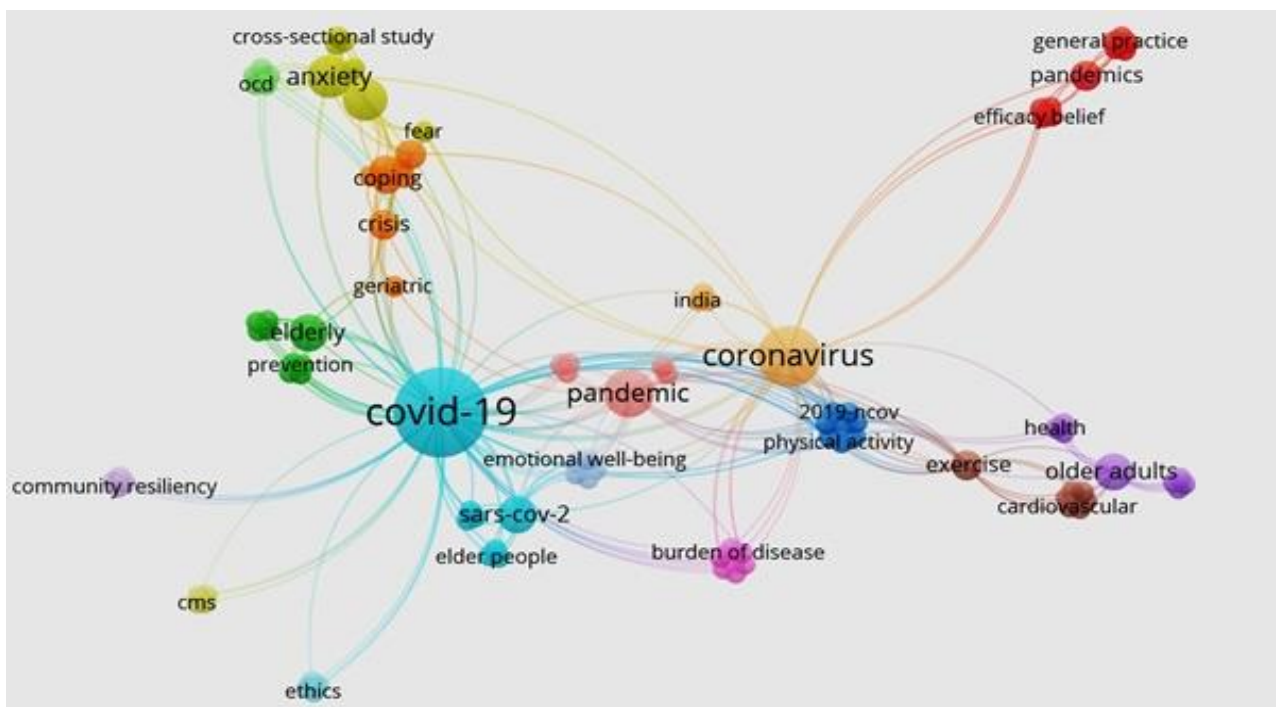 cross-sectional study
general practice
anxiety
pandemics
ocd
efficacy belief
fear
coping
crisis
geriatric
india
elderly
coronavirus
prevention
pandemic
covid-19
2019-ncov
physical activity
health
emotional well-being
exercise
older adults
community resiliency
cardiovascular
sars-cov-2
elder people
burden of disease
cms
ethics